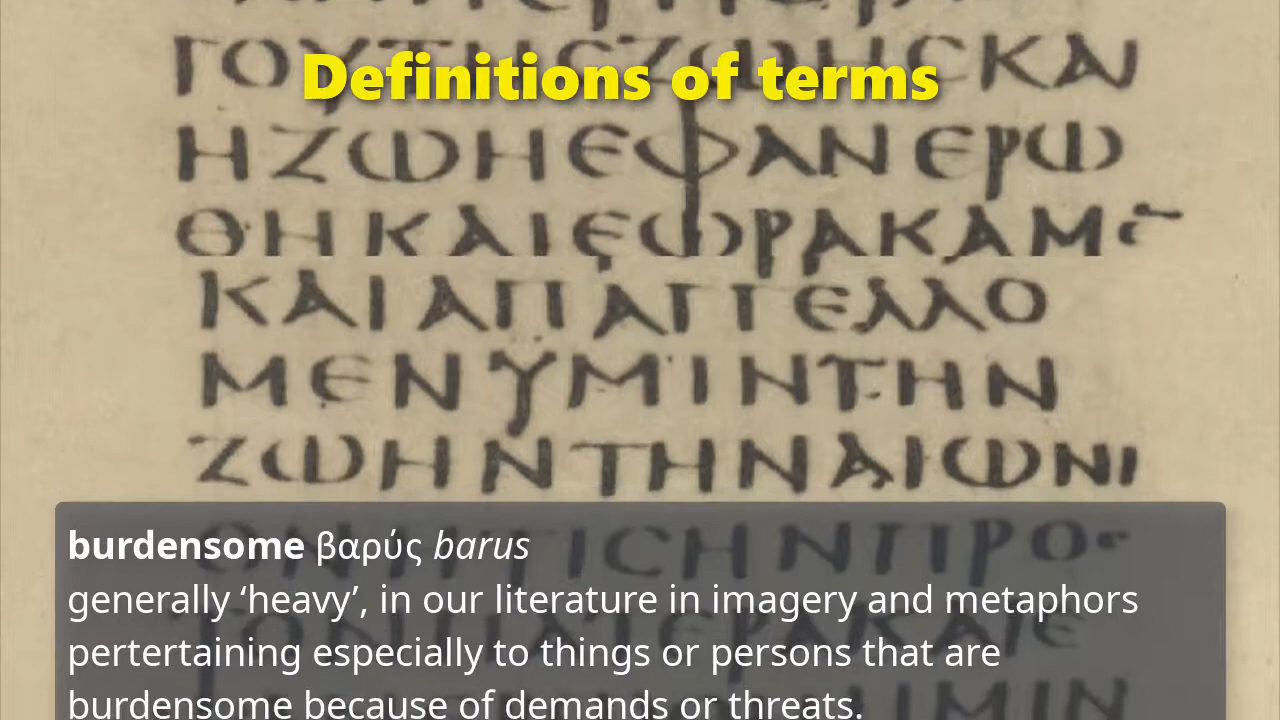 ΓΟΥΤΗϹΖΩΗϹΚΑΙ
Definitions of terms
ΗΖΩΗΕΦΑΝΕΡΩ
ΘΗΚΑΙΕΩΡΑΚΑΜΕ
ΚΑΙΑΠΑΓΓΕΛΛΟ
ΜΕΝΥΜΙΝΤΗΝ
ΖΩΗΝΤΗΝΑΙΩΝΙ
burdensome βαρύς barus
generally ‘heavy’, in our literature in imagery and metaphors
pertertaining especially to things or persons that are
burdensome because of demands or threats.